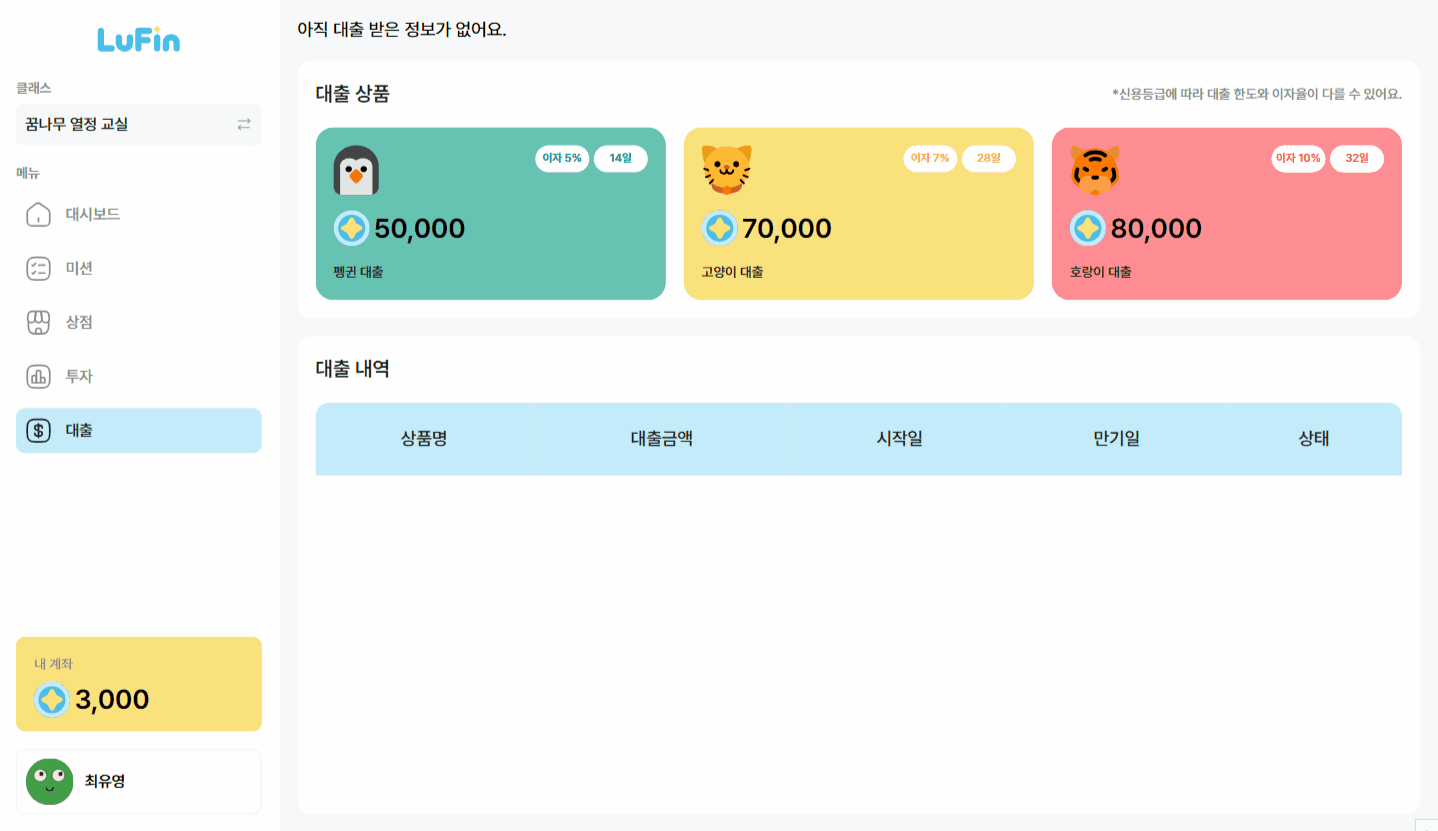 LuFin
클래스
꿈나무 열정 교실
메뉴
대시보드
미션
상점
투자
대출
내 계좌
3,000
최유영
아직 대출 받은 정보가 없어요.
대출 상품
*신용등급에 따라 대출 한도와 이자율이 다를 수 있어요.
이자 5% 14일
50,000
펭귄 대출
이자 7% 28일
70,000
고양이 대출
이자 10% 32일
80,000
호랑이 대출
대출 내역
상품명 대출금액 시작일 만기일 상태